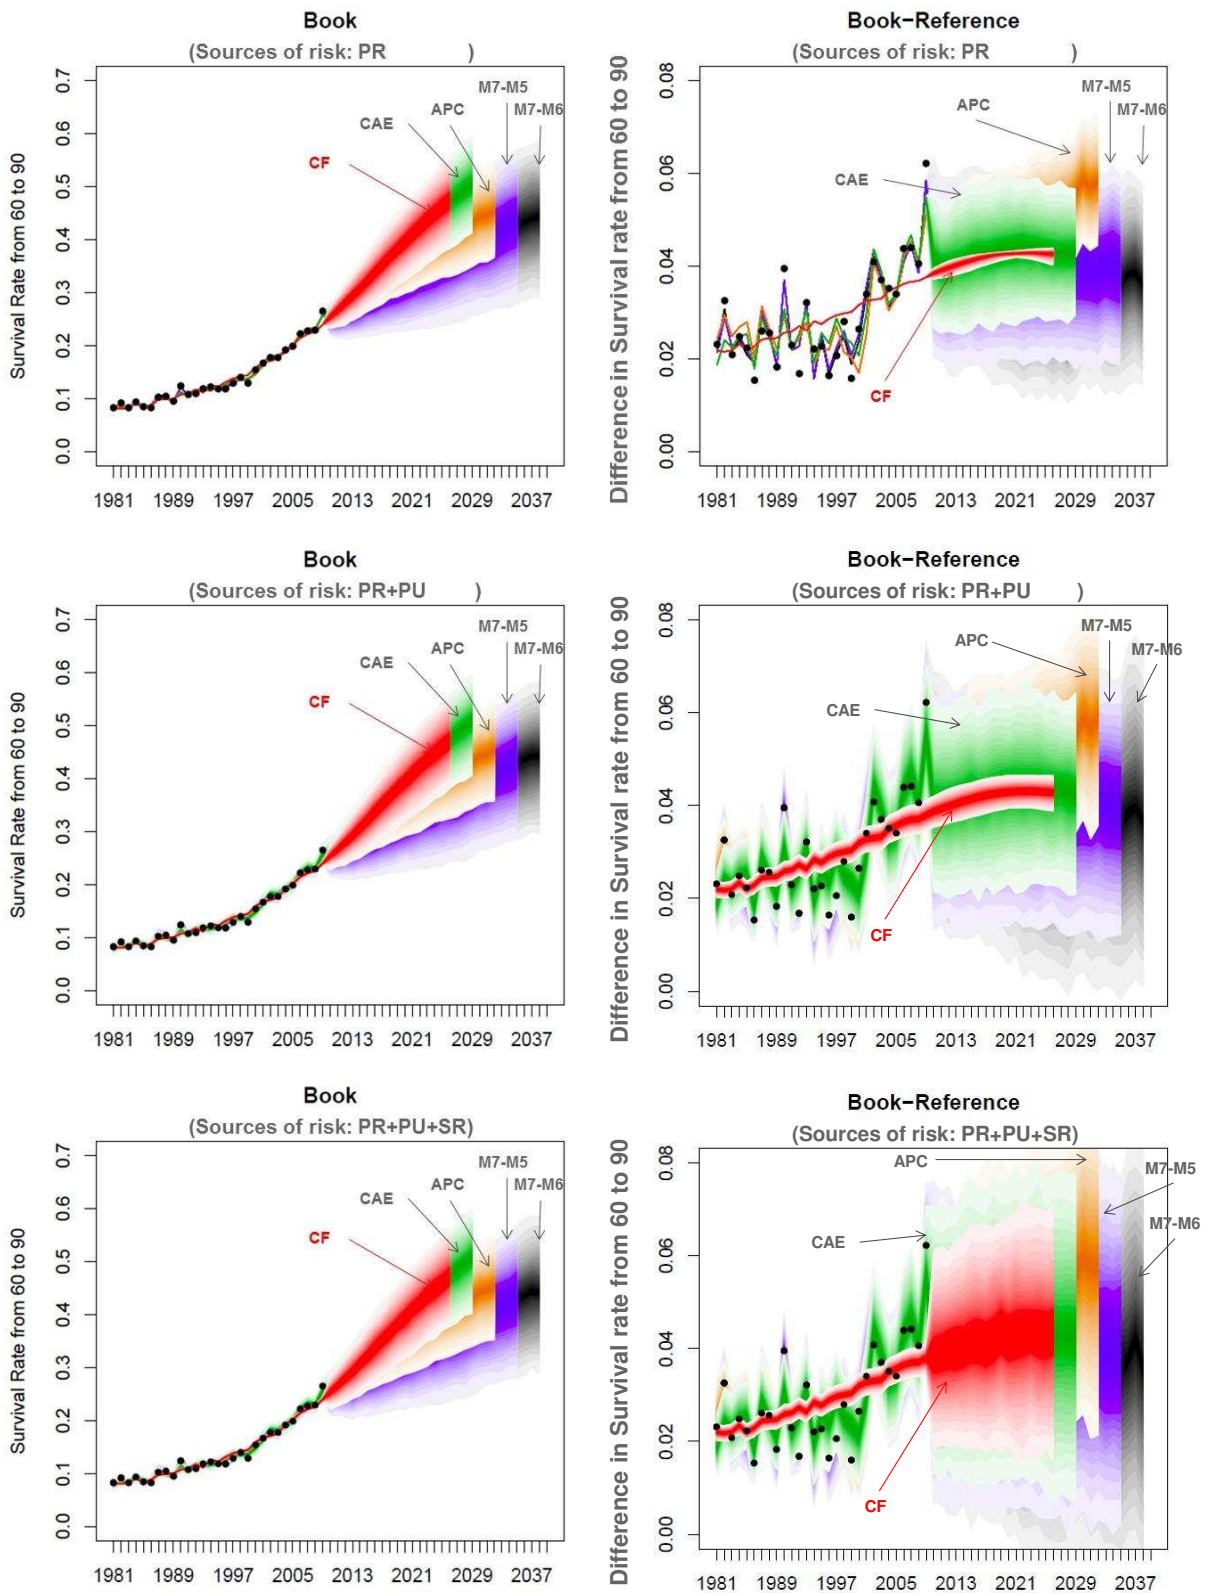 Book
(Sources of risk: PR )
Survival Rate from 60 to 90
0.0 0.1 0.2 0.3 0.4 0.5 0.6 0.7
CF
CAE
APC
M7-M5
M7-M6
1981 1989 1997 2005 2013 2021 2029 2037
Book−Reference
(Sources of risk: PR )
Difference in Survival rate from 60 to 90
0.00 0.02 0.04 0.06 0.08
CAE
APC
M7-M5
M7-M6
CF
1981 1989 1997 2005 2013 2021 2029 2037
Book
(Sources of risk: PR+PU )
Survival Rate from 60 to 90
0.0 0.1 0.2 0.3 0.4 0.5 0.6 0.7
CF
CAE
APC
M7-M5
M7-M6
1981 1989 1997 2005 2013 2021 2029 2037
Book−Reference
(Sources of risk: PR+PU )
Difference in Survival rate from 60 to 90
0.00 0.02 0.04 0.06 0.08
CAE
APC
M7-M5
M7-M6
CF
1981 1989 1997 2005 2013 2021 2029 2037
Book
(Sources of risk: PR+PU+SR)
Survival Rate from 60 to 90
0.0 0.1 0.2 0.3 0.4 0.5 0.6 0.7
CF
CAE
APC
M7-M5
M7-M6
1981 1989 1997 2005 2013 2021 2029 2037
Book−Reference
(Sources of risk: PR+PU+SR)
Difference in Survival rate from 60 to 90
0.00 0.02 0.04 0.06 0.08
APC
M7-M5
M7-M6
CAE
CF
1981 1989 1997 2005 2013 2021 2029 2037